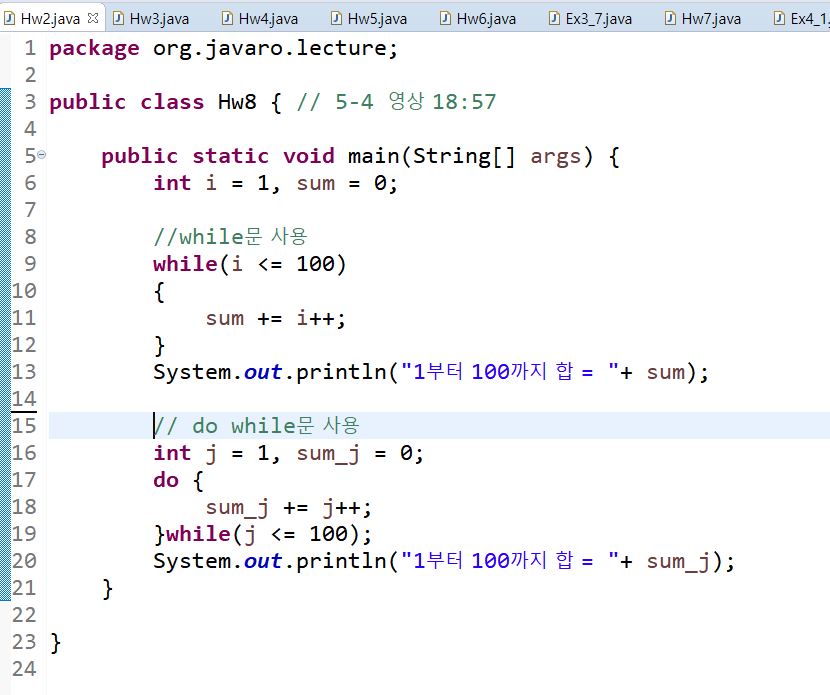 Hw2.java Hw3.java Hw4.java Hw5.java Hw6.java Ex3_7.java Hw7.java Ex4_1.
1 package org.javaro.lecture;
2
3 public class Hw8 { // 5-4 영상 18:57
4
5 public static void main(String[] args) {
6 int i = 1, sum = 0;
7
8 //while문 사용
9 while(i <= 100)
10 {
11 sum += i++;
12 }
13 System.out.println("1부터 100까지 합 = "+ sum);
14
15 // do while문 사용
16 int j = 1, sum_j = 0;
17 do {
18 sum_j += j++;
19 }while(j <= 100);
20 System.out.println("1부터 100까지 합 = "+ sum_j);
21 }
22
23 }
24